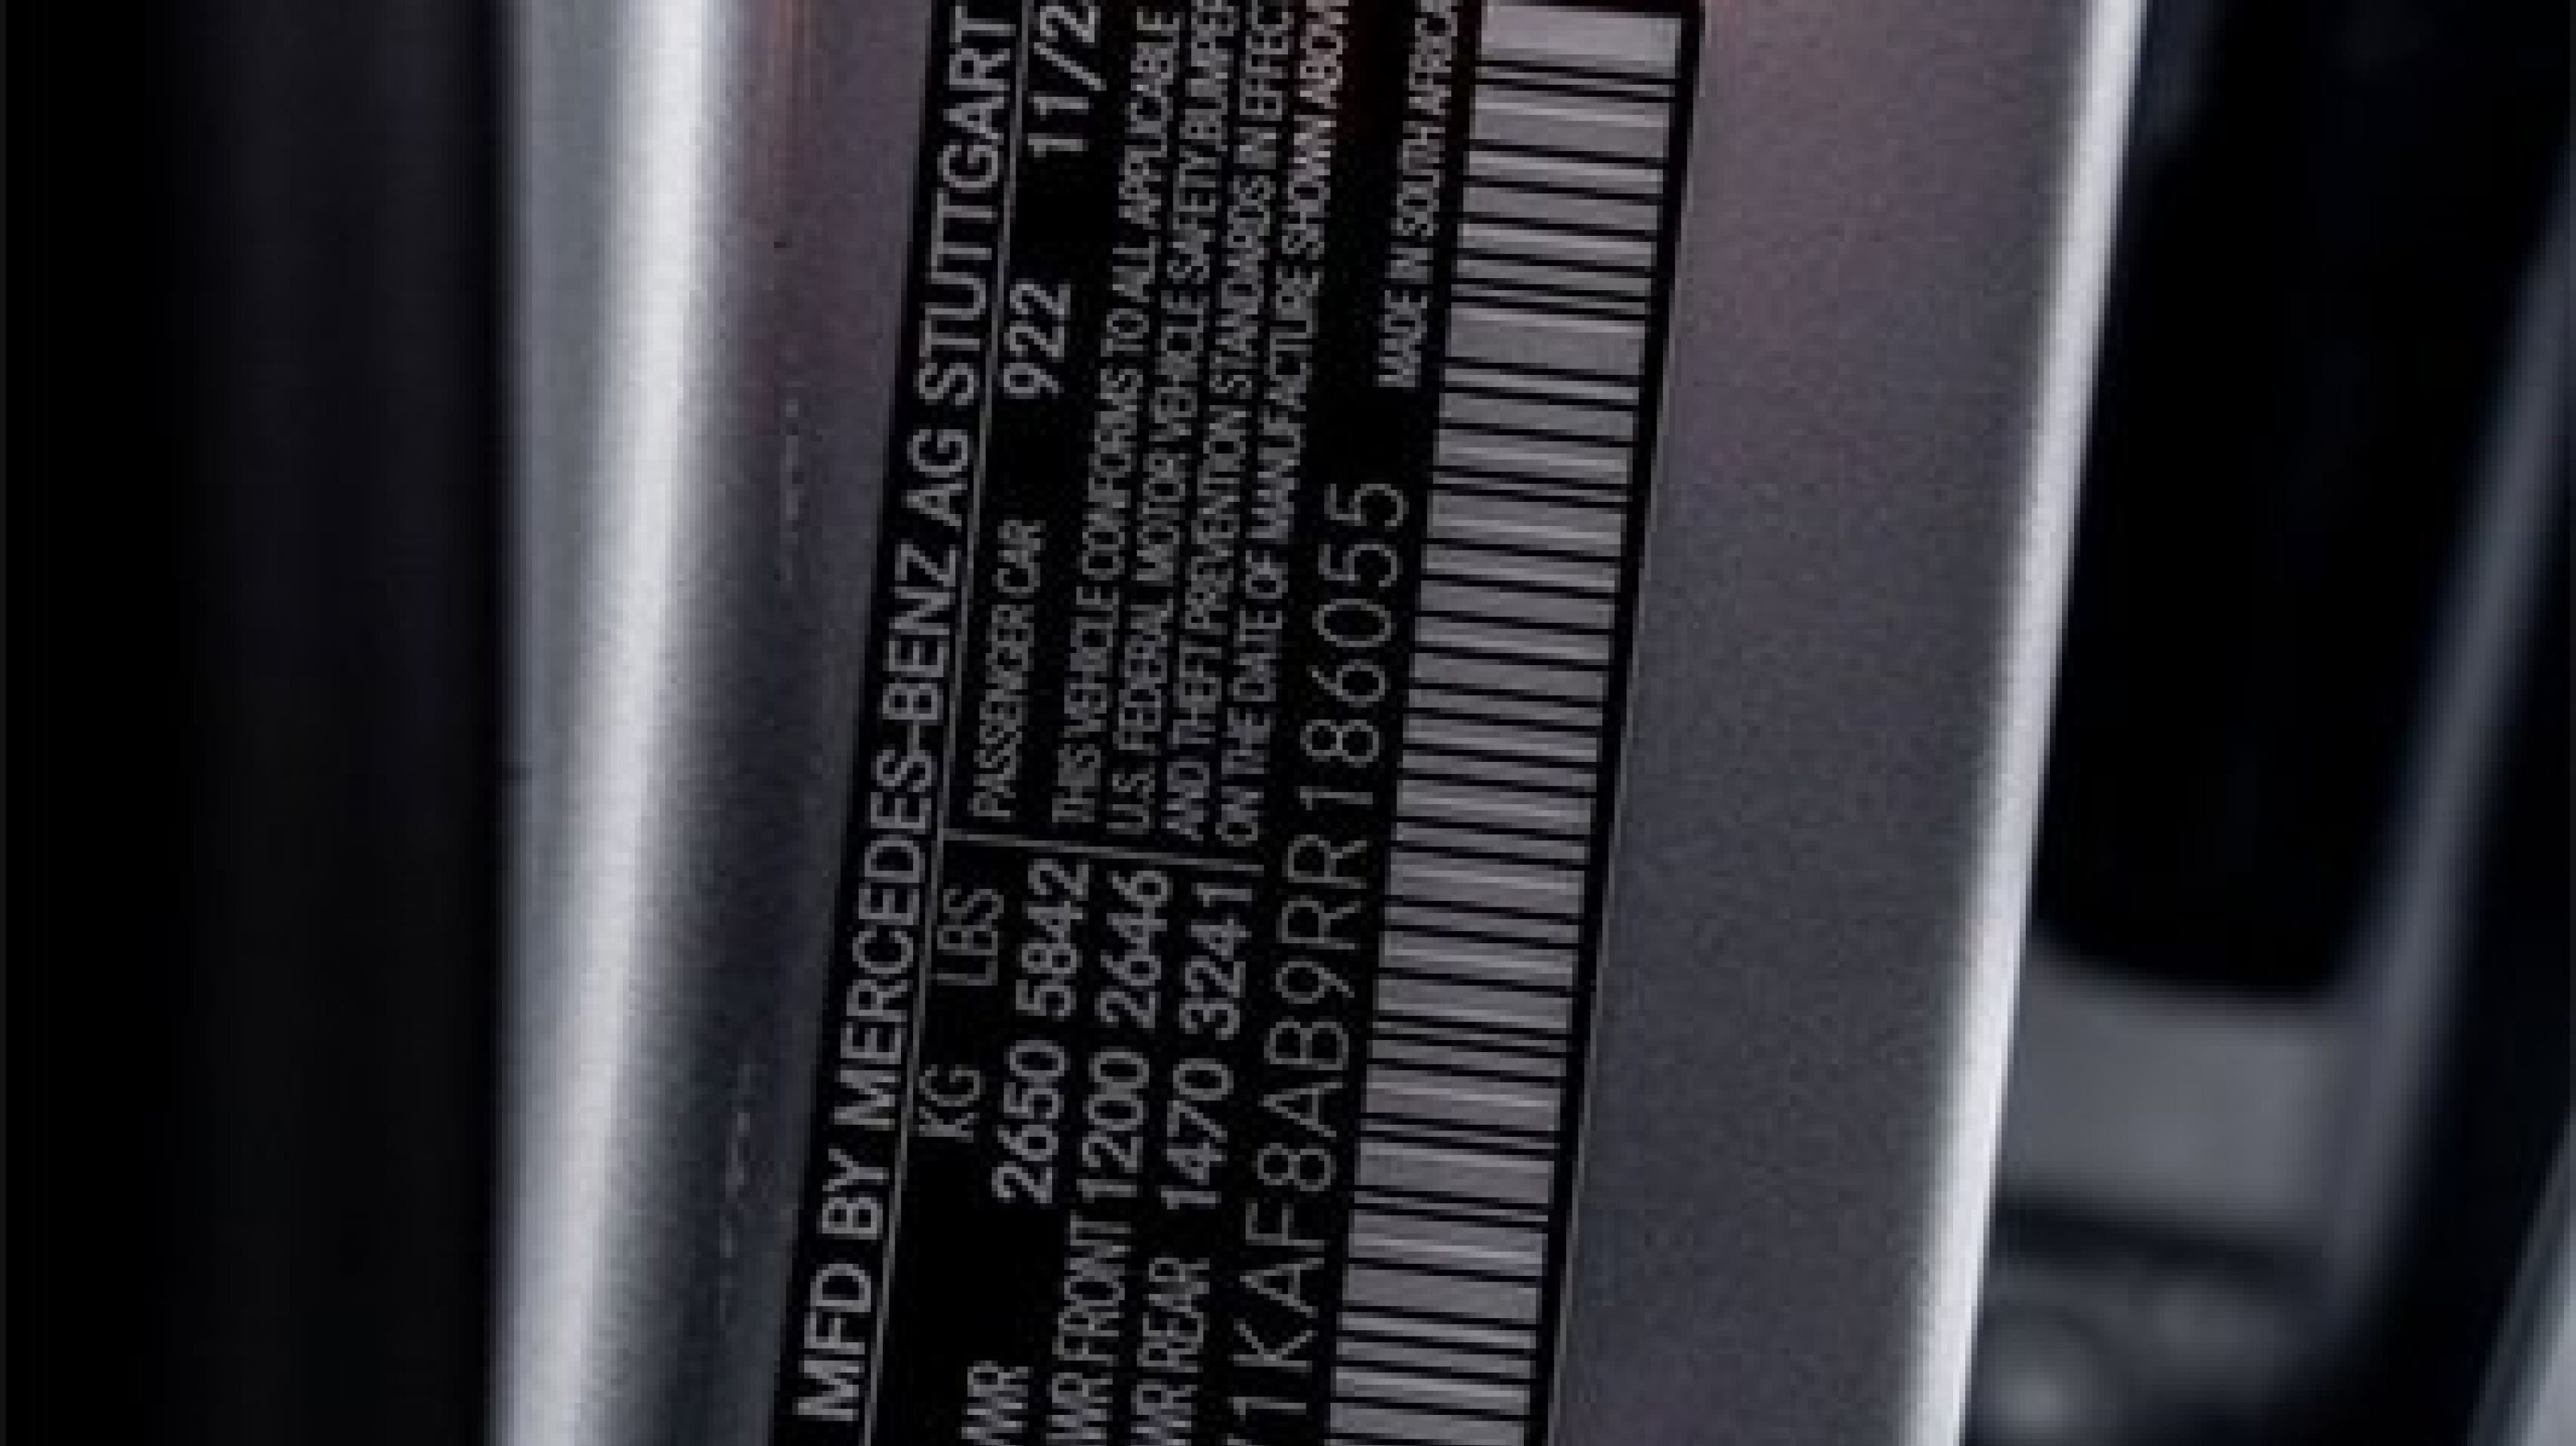 MFD BY MERCEDES-BENZ AG STUTTGART
KG LBS
2650 5842
FRONT 1200 2646
REAR 1470 3241
PASSENGER CAR 922 11/2
THIS VEHICLE CONFORMS TO ALL APPLICABLE
U.S. FEDERAL MOTOR VEHICLE SAFETY, BUMPER
AND THEFT PREVENTION STANDARDS IN EFFECT
ON THE DATE OF MANUFACTURE SHOWN ABOVE
1KAF8AB9RR186055
MADE IN SOUTH AFRICA